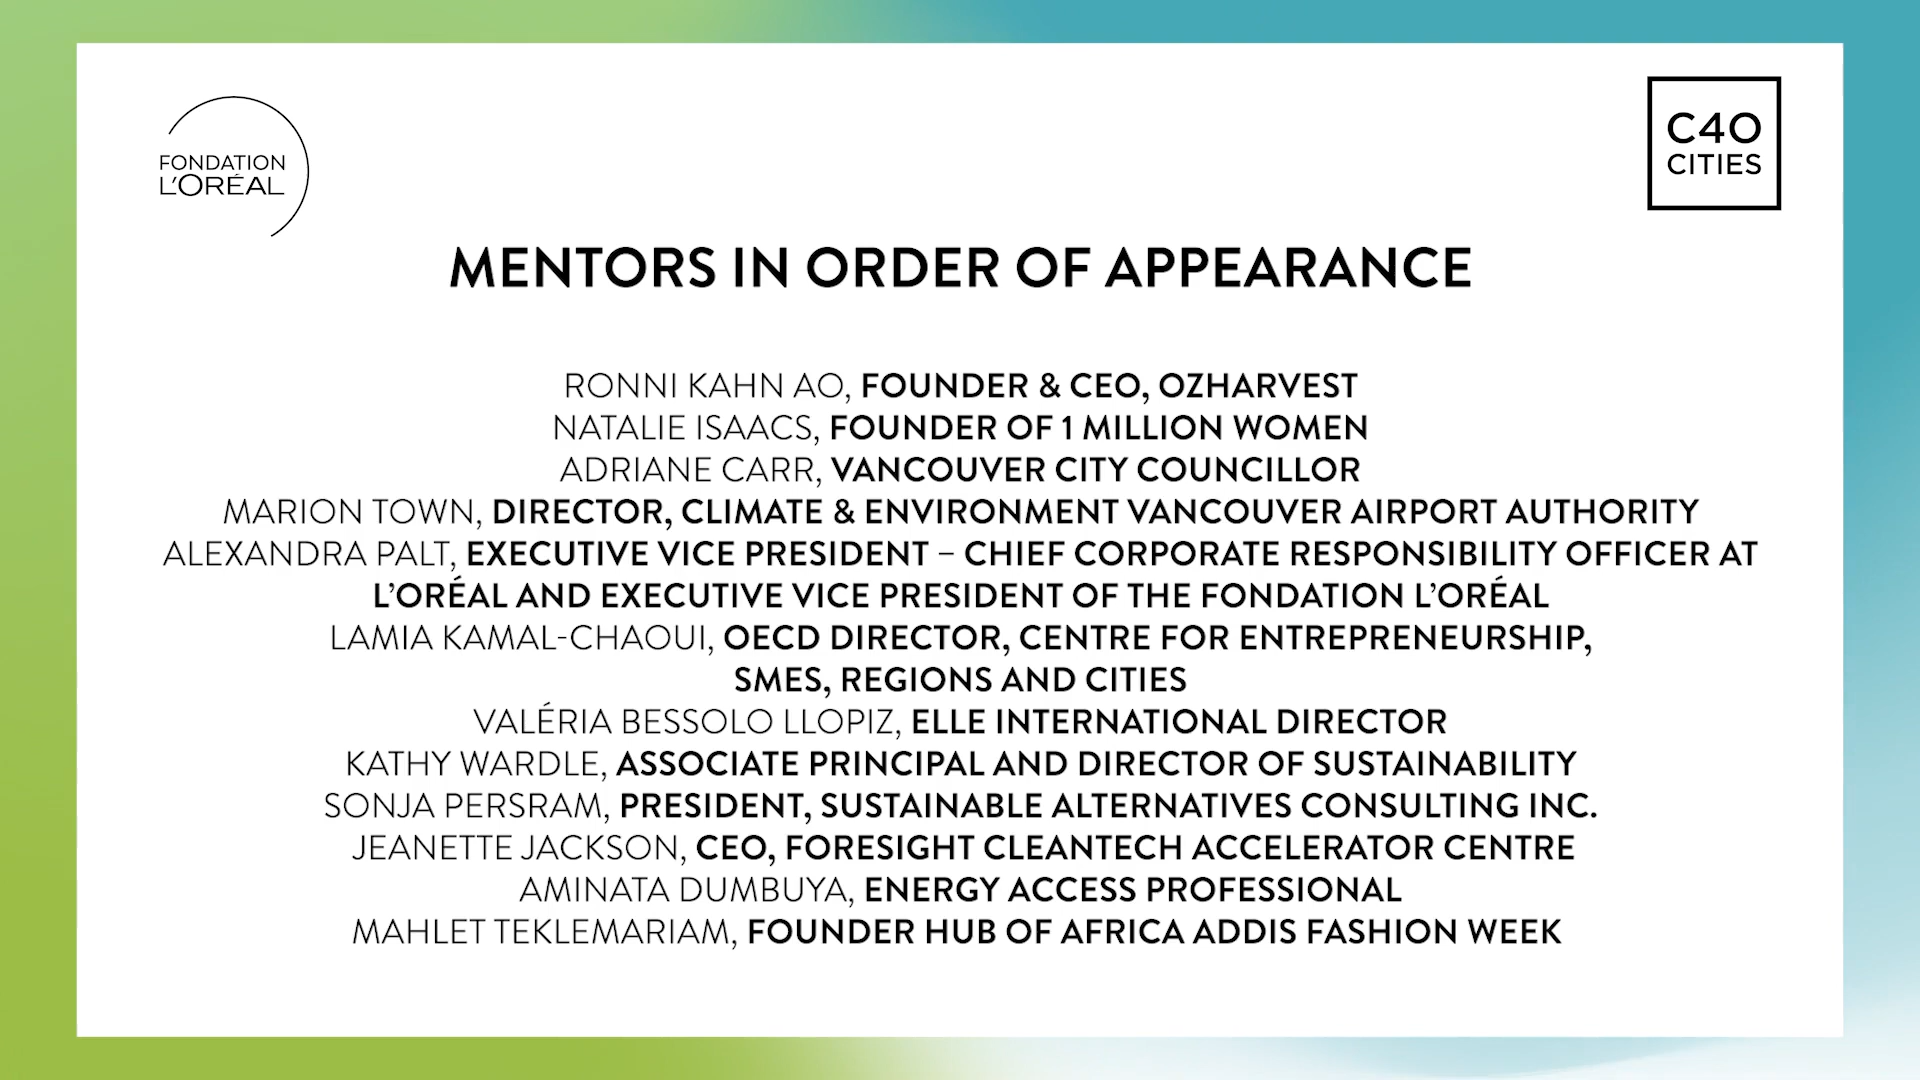 FONDATION
L'ORÉAL
C40
CITIES
MENTORS IN ORDER OF APPEARANCE
RONNI KAHN AO, FOUNDER & CEO, OZHARVEST
NATALIE ISAACS, FOUNDER OF 1 MILLION WOMEN
ADRIANE CARR, VANCOUVER CITY COUNCILLOR
MARION TOWN, DIRECTOR, CLIMATE & ENVIRONMENT VANCOUVER AIRPORT AUTHORITY
ALEXANDRA PALT, EXECUTIVE VICE PRESIDENT – CHIEF CORPORATE RESPONSIBILITY OFFICER AT
L’ORÉAL AND EXECUTIVE VICE PRESIDENT OF THE FONDATION L’ORÉAL
LAMIA KAMAL-CHAOUI, OECD DIRECTOR, CENTRE FOR ENTREPRENEURSHIP,
SMES, REGIONS AND CITIES
VALÉRIA BESSOLO LLOPIZ, ELLE INTERNATIONAL DIRECTOR
KATHY WARDLE, ASSOCIATE PRINCIPAL AND DIRECTOR OF SUSTAINABILITY
SONJA PERSRAM, PRESIDENT, SUSTAINABLE ALTERNATIVES CONSULTING INC.
JEANETTE JACKSON, CEO, FORESIGHT CLEANTECH ACCELERATOR CENTRE
AMINATA DUMBUYA, ENERGY ACCESS PROFESSIONAL
MAHLET TEKLEMARIAM, FOUNDER HUB OF AFRICA ADDIS FASHION WEEK